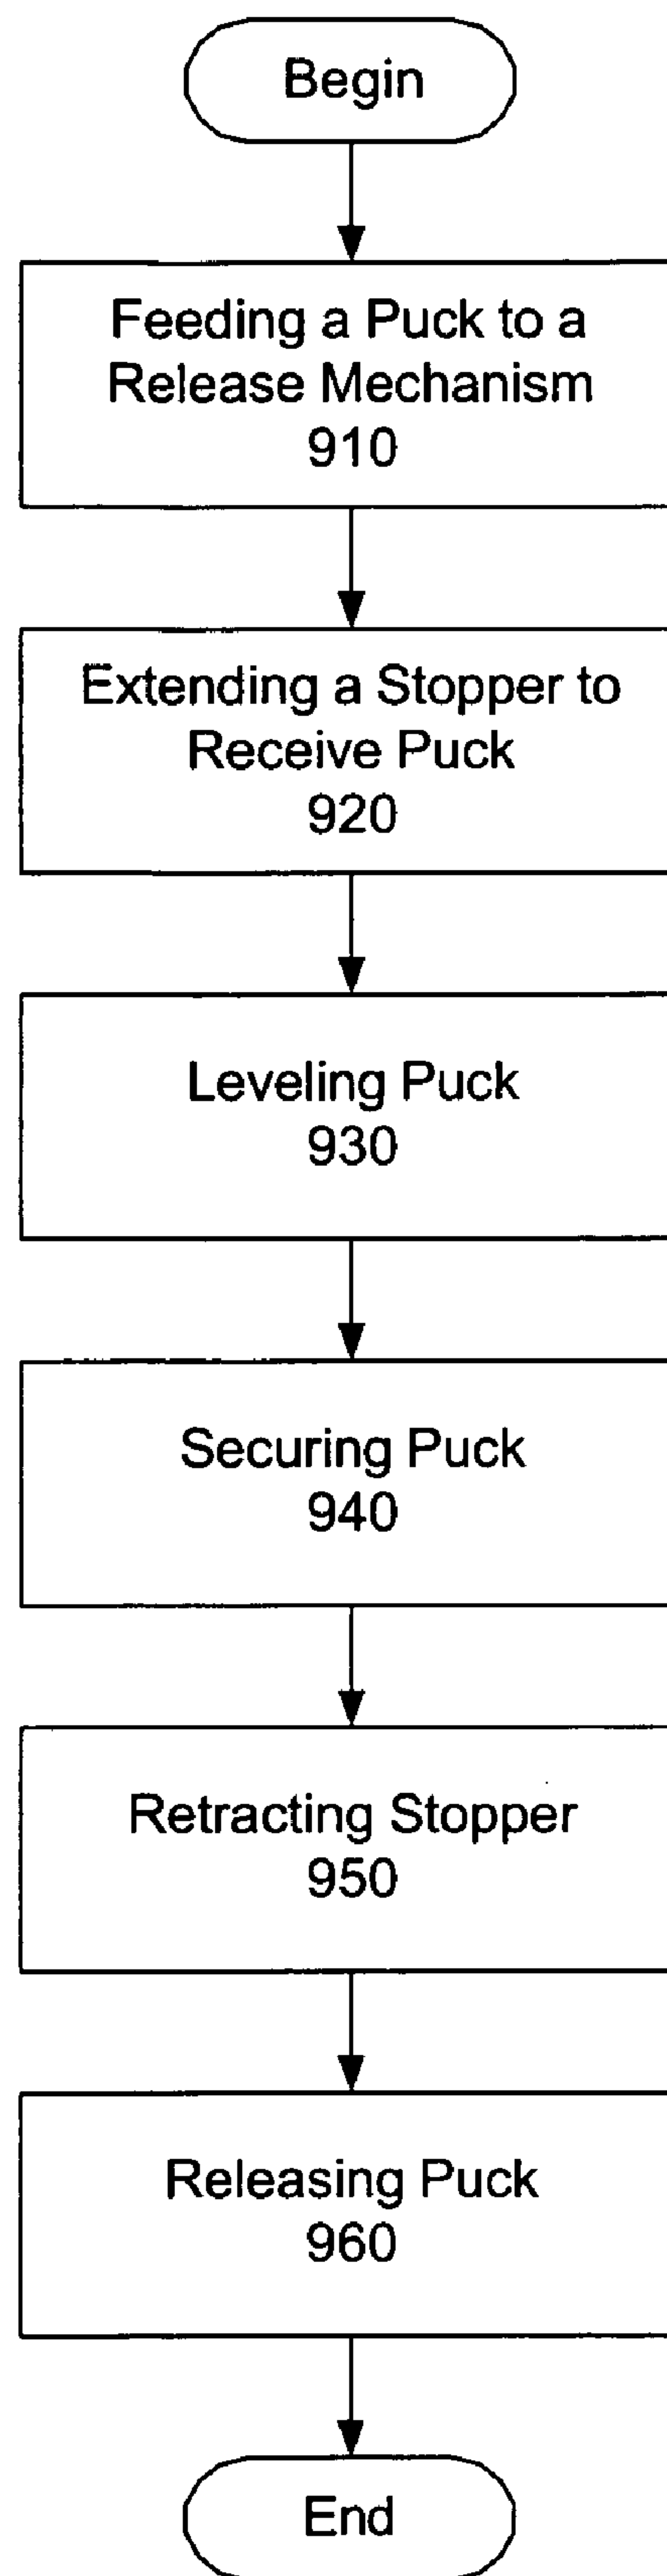 Begin
Feeding a Puck to a
Release Mechanism
910
Extending a Stopper to
Receive Puck
920
Leveling Puck
930
Securing Puck
940
Retracting Stopper
950
Releasing Puck
960
End